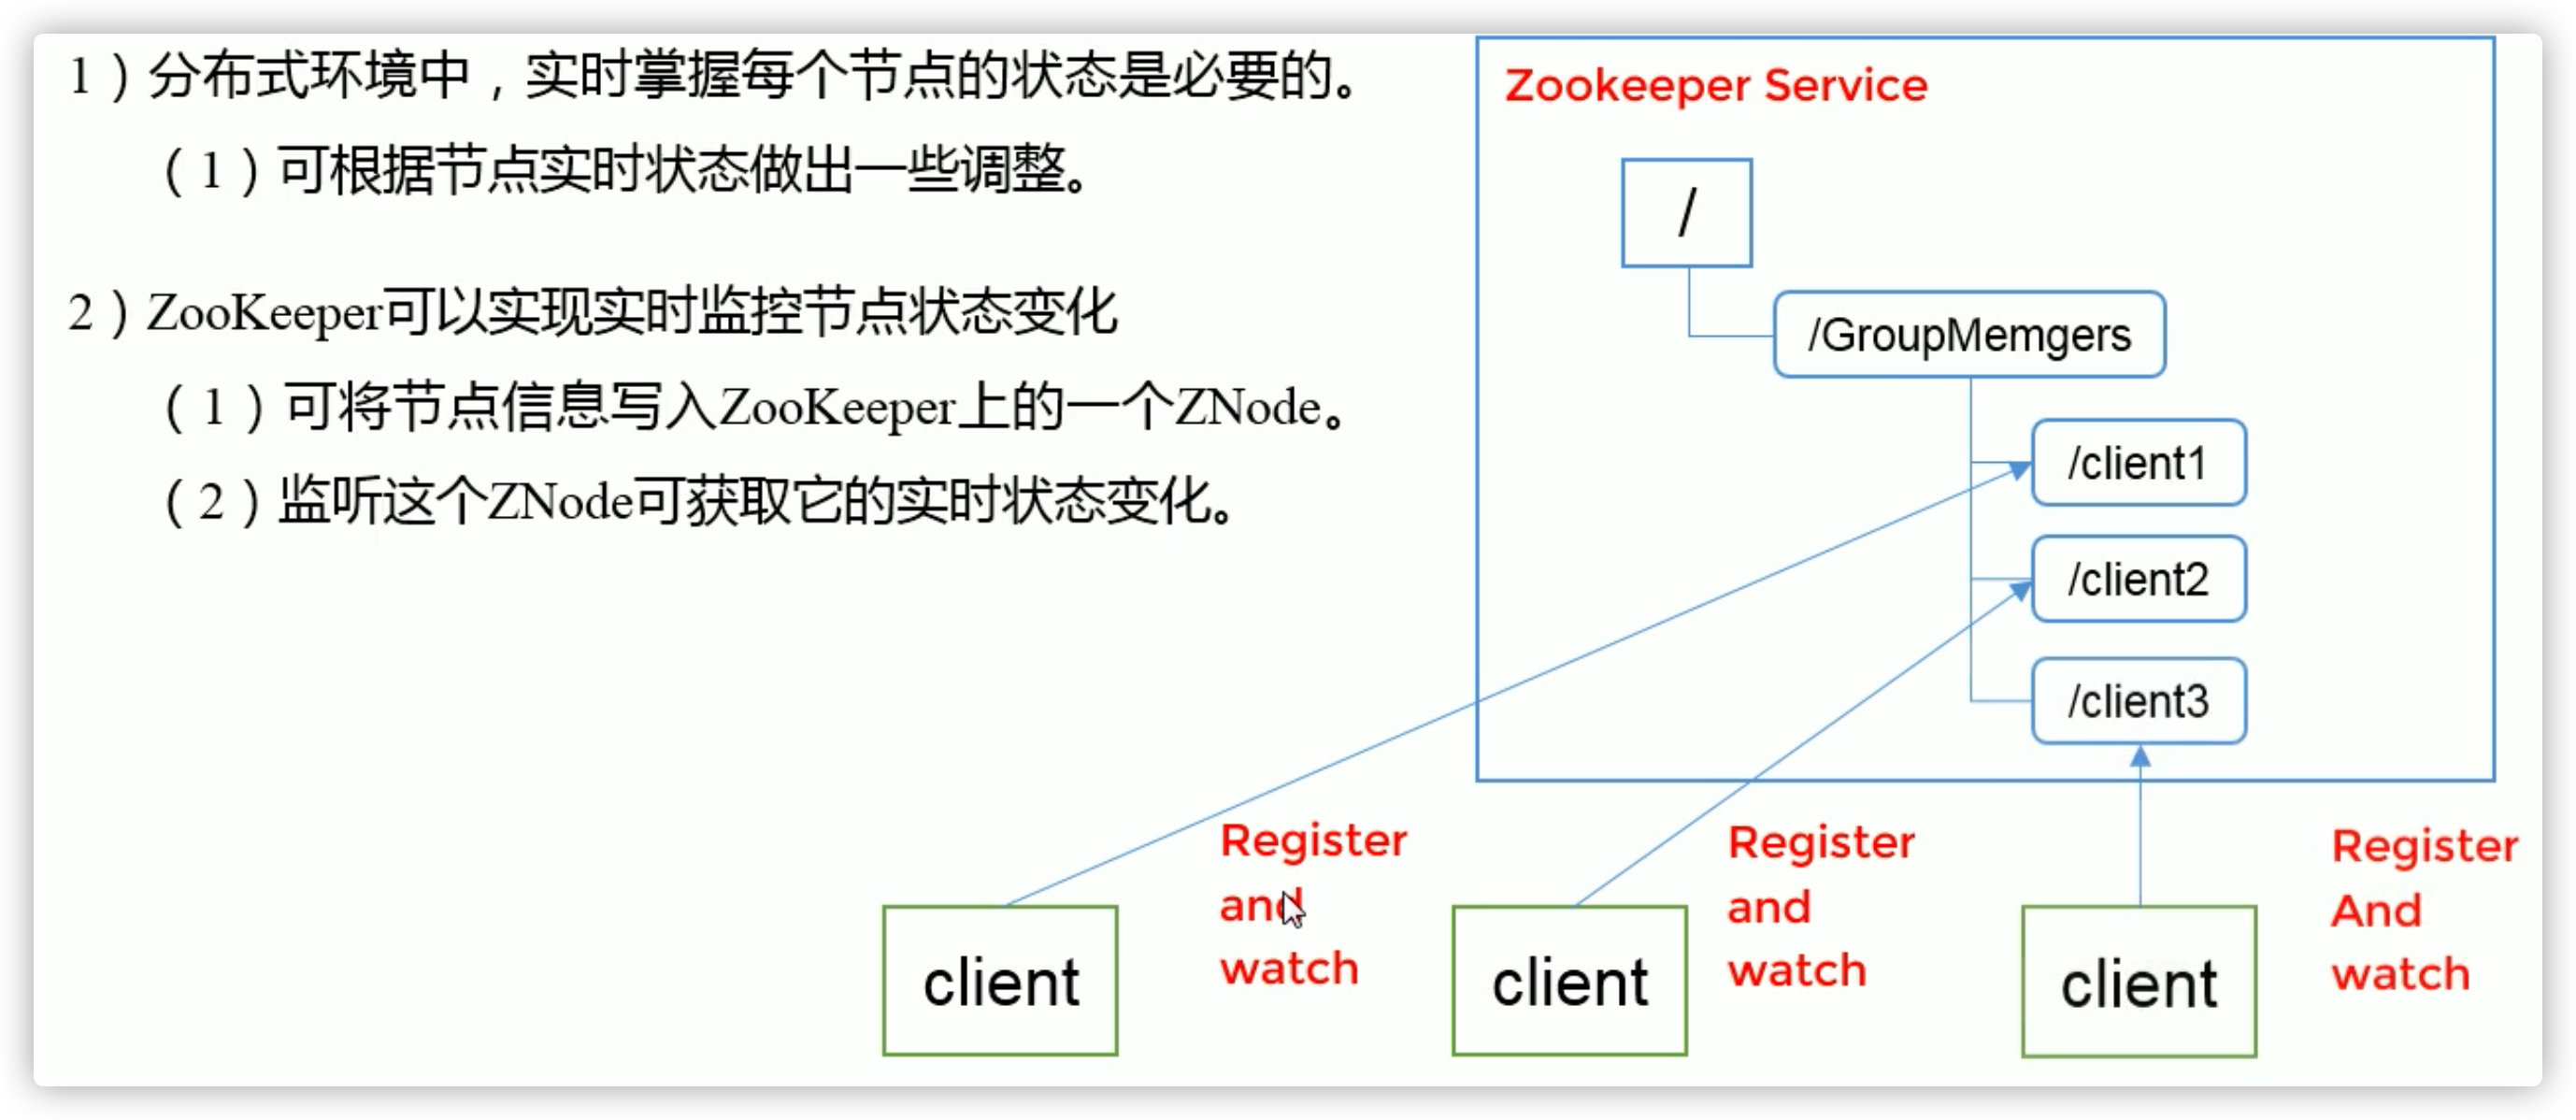 1）分布式环境中，实时掌握每个节点的状态是必要的。
（1）可根据节点实时状态做出一些调整。
2）ZooKeeper可以实现实时监控节点状态变化
（1）可将节点信息写入ZooKeeper上的一个ZNode。
（2）监听这个ZNode可获取它的实时状态变化。
Zookeeper Service
/
/GroupMemgers
/client1
/client2
/client3
Register
and
watch
Register
and
watch
Register
And
watch
client
client
client